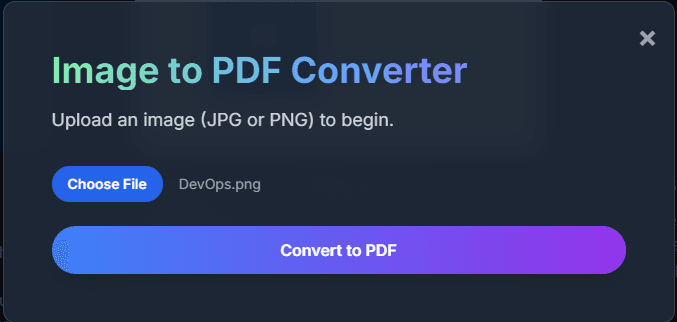 Image to PDF Converter
Upload an image (JPG or PNG) to begin.
Choose File DevOps.png
Convert to PDF